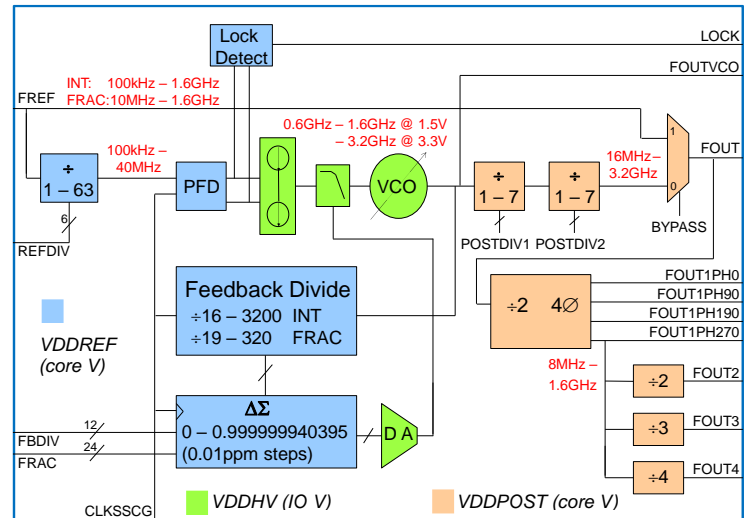 Lock
Detect
LOCK
FOUTVCO
INT: 100kHz – 1.6GHz
FRAC:10MHz – 1.6GHz
FREF
0.6GHz – 1.6GHz @ 1.5V
– 3.2GHz @ 3.3V
100kHz –
40MHz
÷
1 – 63
6
REFDIV
PFD
VCO
÷
1 – 7
÷
1 – 7
POSTDIV1
POSTDIV2
16MHz –
3.2GHz
1
0
FOUT
BYPASS
Feedback Divide
÷16 – 3200 INT
÷19 – 320 FRAC
÷2 4Ø
FOUT1PH0
FOUT1PH90
FOUT1PH190
FOUT1PH270
VDDREF
(core V)
8MHz –
1.6GHz
÷2
FOUT2
÷3
FOUT3
÷4
FOUT4
ΔΣ
0 – 0.999999940395
(0.01ppm steps)
D A
12
FBDIV
24
FRAC
CLKSSCG
VDDHV (IO V)
VDDPOST (core V)